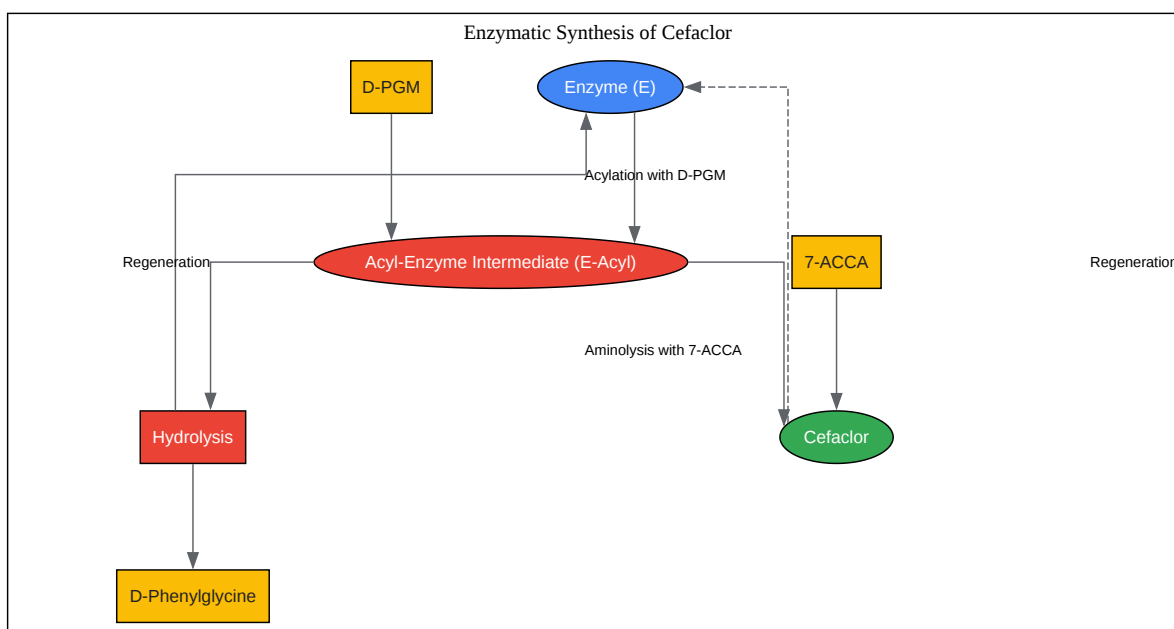 Enzymatic Synthesis of Cefaclor
D-PGM
Enzyme (E)
Acylation with D-PGM
Regeneration
Acyl-Enzyme Intermediate (E-Acyl)
7-ACCA
Regeneration
Aminolysis with 7-ACCA
Hydrolysis
Cefaclor
D-Phenylglycine